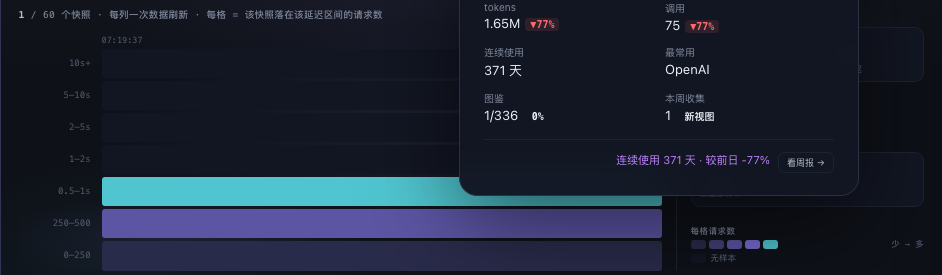 1 / 60 个快照 · 每列一次数据刷新 · 每格 = 该快照落在该延迟区间的请求数
07:19:37
10s+
5–10s
2–5s
1–2s
0.5–1s
250–500
0–250
tokens
1.65M ▼77%
调用
75 ▼77%
连续使用
371 天
最常用
OpenAI
图鉴
1/336 0%
本周收集
1 新视图
连续使用 371 天 · 较前日 -77% 看周报 →
每格请求数
少 → 多
无样本